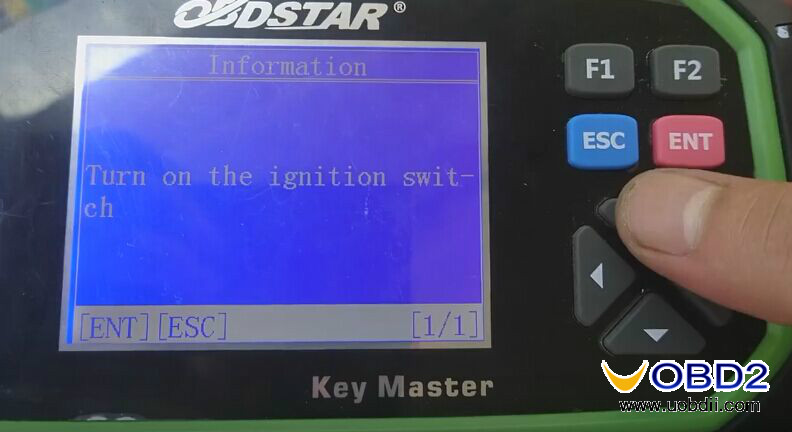 OBDSTAR®
Information
Turn on the ignition swit-
ch
[ENT][ESC] [1/1]
F1 F2
ESC ENT
Key Master
UOBD2
www.uobdii.com